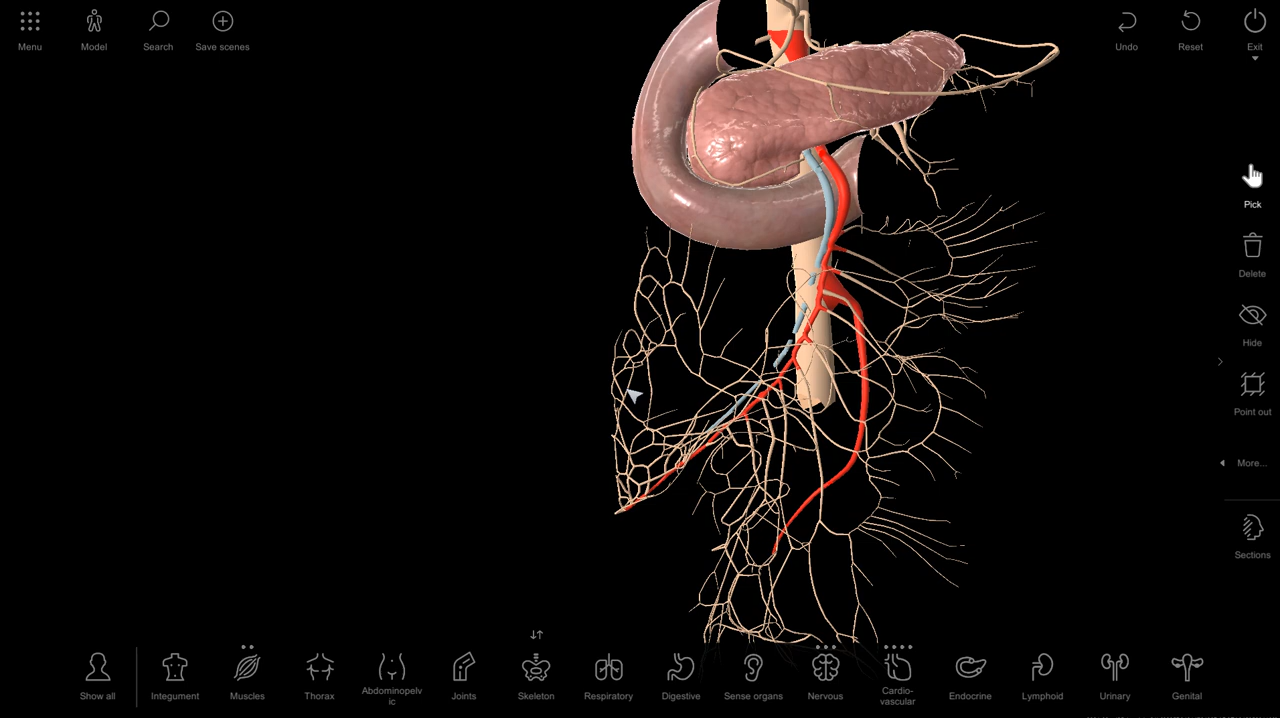 Menu
Model
Search
Save scenes
Undo
Reset
Exit
Pick
Delete
Hide
Point out
More...
Sections
Show all
Integument
Muscles
Thorax
Abdominopelv
ic
Joints
Skeleton
Respiratory
Digestive
Sense organs
Nervous
Cardio-
vascular
Endocrine
Lymphoid
Urinary
Genital